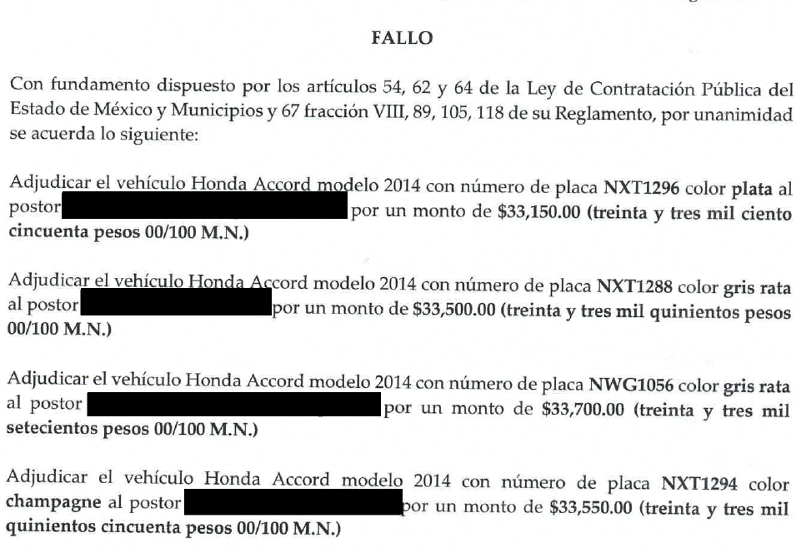 FALLO
Con fundamento dispuesto por los artículos 54, 62 y 64 de la Ley de Contratación Pública del
Estado de México y Municipios y 67 fracción VIII, 89, 105, 118 de su Reglamento, por unanimidad
se acuerda lo siguiente:
Adjudicar el vehículo Honda Accord modelo 2014 con número de placa NXT1296 color plata al
postor por un monto de $33,150.00 (treinta y tres mil ciento
cincuenta pesos 00/100 M.N.)
Adjudicar el vehículo Honda Accord modelo 2014 con número de placa NXT1288 color gris rata
al postor por un monto de $33,500.00 (treinta y tres mil quinientos pesos
00/100 M.N.)
Adjudicar el vehículo Honda Accord modelo 2014 con número de placa NWG1056 color gris rata
al postor por un monto de $33,700.00 (treinta y tres mil
setecientos pesos 00/100 M.N.)
Adjudicar el vehículo Honda Accord modelo 2014 con número de placa NXT1294 color
champagne al postor por un monto de $33,550.00 (treinta y tres mil
quinientos cincuenta pesos 00/100 M.N.)